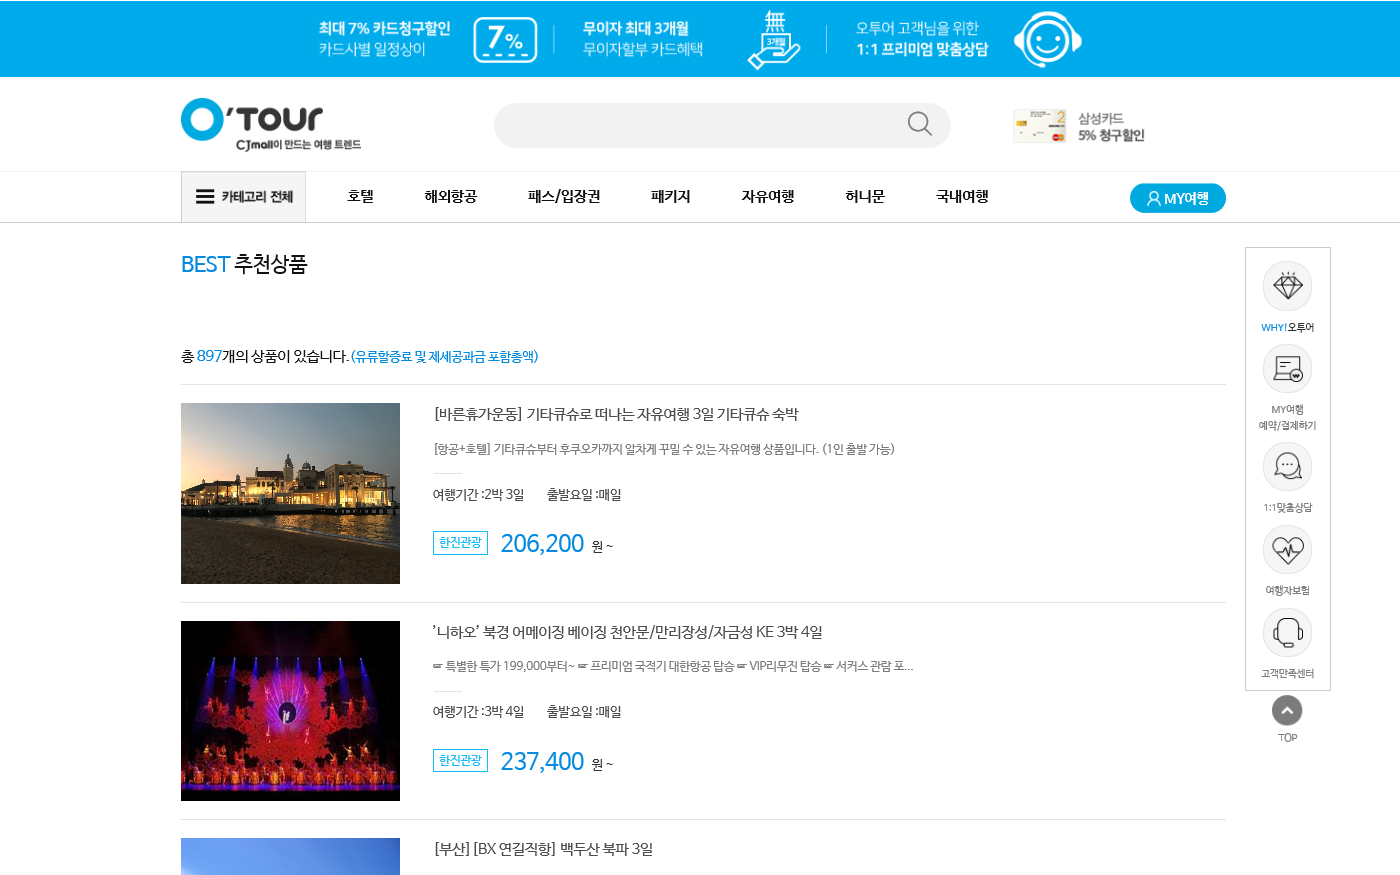 최대 7% 카드청구할인
카드사별 일정상이
7%
무이자 최대 3개월
무이자할부 카드혜택
無
3개월
오투어 고객님을 위한
1:1 프리미엄 맞춤상담
O'TOUR
CJmall이 만드는 여행 트렌드
삼성카드
5% 청구할인
카테고리 전체
호텔
해외항공
패스/입장권
패키지
자유여행
허니문
국내여행
MY여행
BEST 추천상품
총 897개의 상품이 있습니다.(유류할증료 및 제세공과금 포함총액)
[바른휴가운동] 기타큐슈로 떠나는 자유여행 3일 기타큐슈 숙박
[항공+호텔] 기타큐슈부터 후쿠오카까지 알차게 꾸밀 수 있는 자유여행 상품입니다. (1인 출발 가능)
여행기간 :2박 3일 출발요일 :매일
한진관광 206,200 원 ~
'니하오' 북경 어메이징 베이징 천안문/만리장성/자금성 KE 3박 4일
☞ 특별한 특가 199,000부터~ ☞ 프리미엄 국적기 대한항공 탑승 ☞ VIP리무진 탑승 ☞ 서커스 관람 포...
여행기간 :3박 4일 출발요일 :매일
한진관광 237,400 원 ~
[부산][BX 연길직항] 백두산 북파 3일
WHY!오투어
MY여행
예약/결제하기
1:1맞춤상담
여행자보험
고객만족센터
TOP